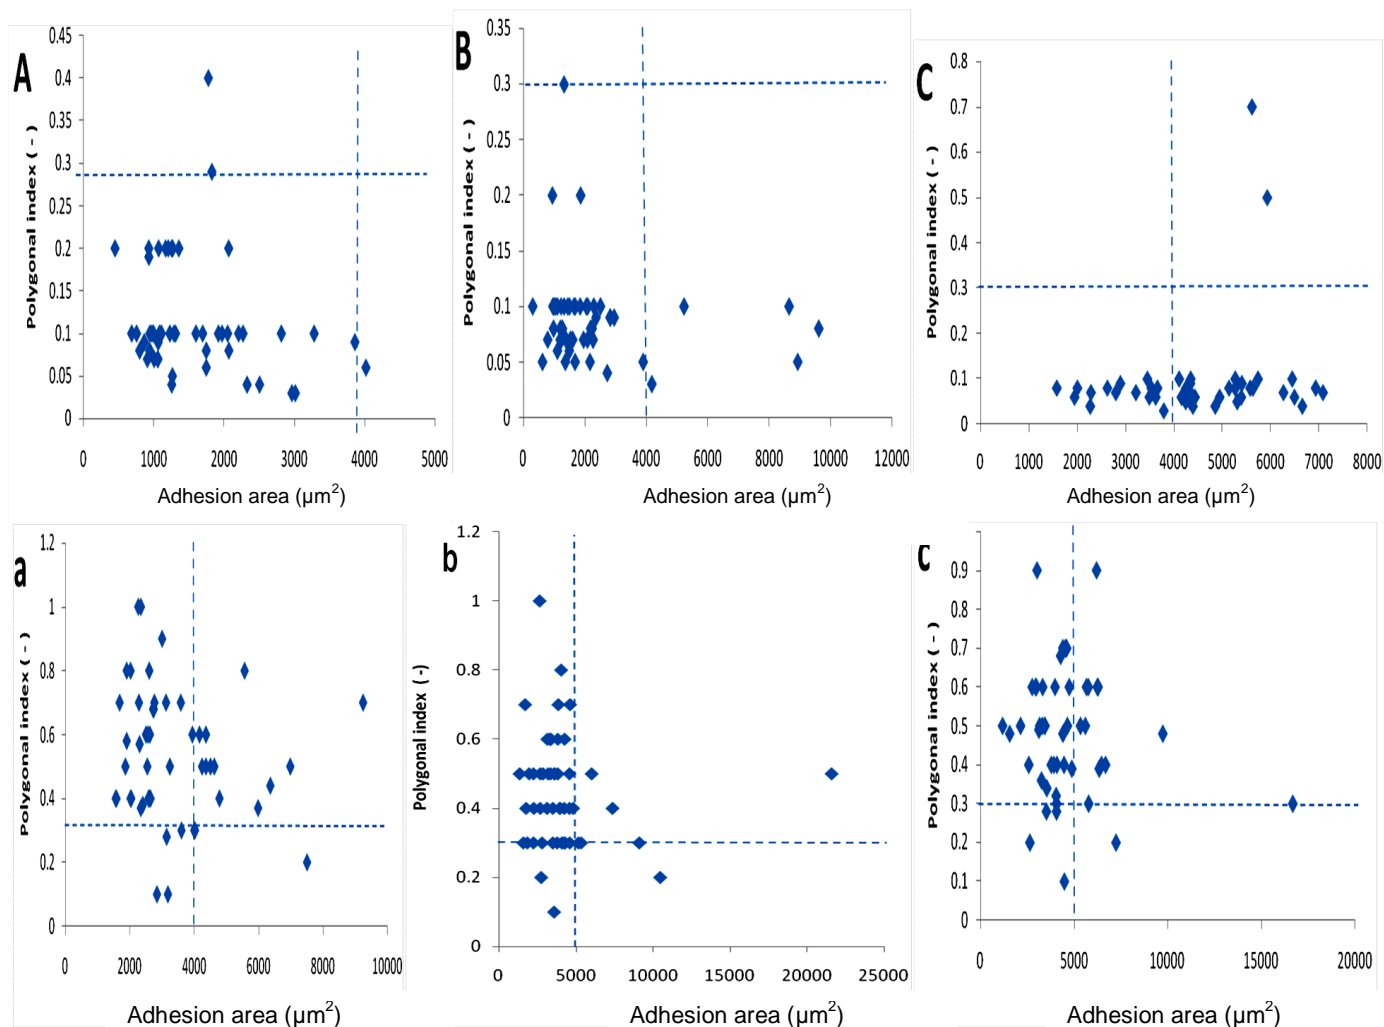 A
Polygonal index ( - )
0.45
0.4
0.35
0.3
0.25
0.2
0.15
0.1
0.05
0
0 1000 2000 3000 4000 5000
Adhesion area (µm²)
B
Polygonal index ( - )
0.35
0.3
0.25
0.2
0.15
0.1
0.05
0
0 2000 4000 6000 8000 10000 12000
Adhesion area (µm²)
C
Polygonal index ( - )
0.8
0.7
0.6
0.5
0.4
0.3
0.2
0.1
0
0 1000 2000 3000 4000 5000 6000 7000 8000
Adhesion area (µm²)
a
Polygonal index ( - )
1.2
1
0.8
0.6
0.4
0.2
0
0 2000 4000 6000 8000 10000
Adhesion area (µm²)
b
Polygonal index (-)
1.2
1
0.8
0.6
0.4
0.2
0
0 5000 10000 15000 20000 25000
Adhesion area (µm²)
c
Polygonal index ( - )
0.9
0.8
0.7
0.6
0.5
0.4
0.3
0.2
0.1
0
0 5000 10000 15000 20000
Adhesion area (µm²)